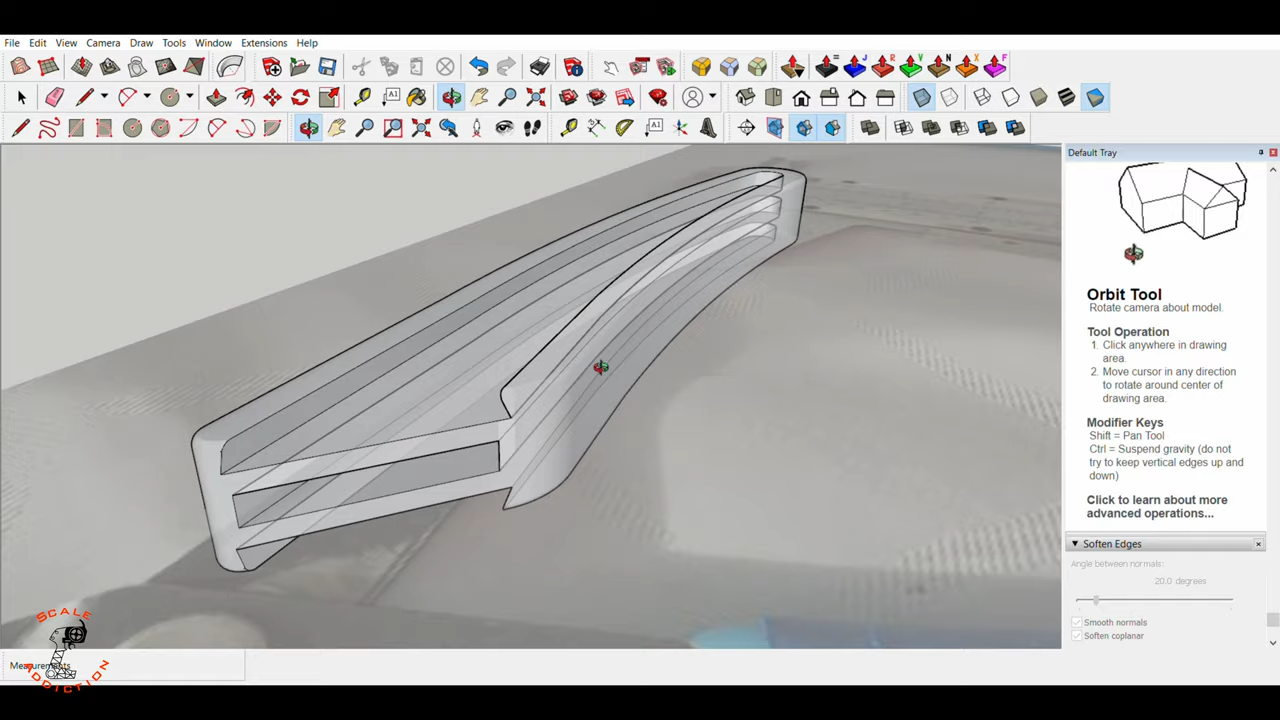 File Edit View Camera Draw Tools Window Extensions Help
Default Tray
Orbit Tool
Rotate camera about model.
Tool Operation
1. Click anywhere in drawing
area.
2. Move cursor in any direction
to rotate around center of
drawing area.
Modifier Keys
Shift = Pan Tool
Ctrl = Suspend gravity (do not
try to keep vertical edges up and
down)
Click to learn about more
advanced operations...
Soften Edges
Angle between normals:
20.0 degrees
Smooth normals
Soften coplanar
Measurements
SCALE
ADDICTION